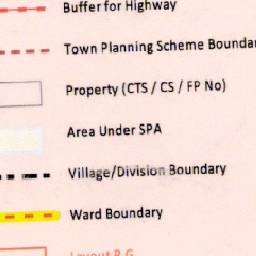 Buffer for Highway
Town Planning Scheme Boundar
Property (CTS / CS / FP No)
Area Under SPA
Village/Division Boundary
Ward Boundary
Layout R.G